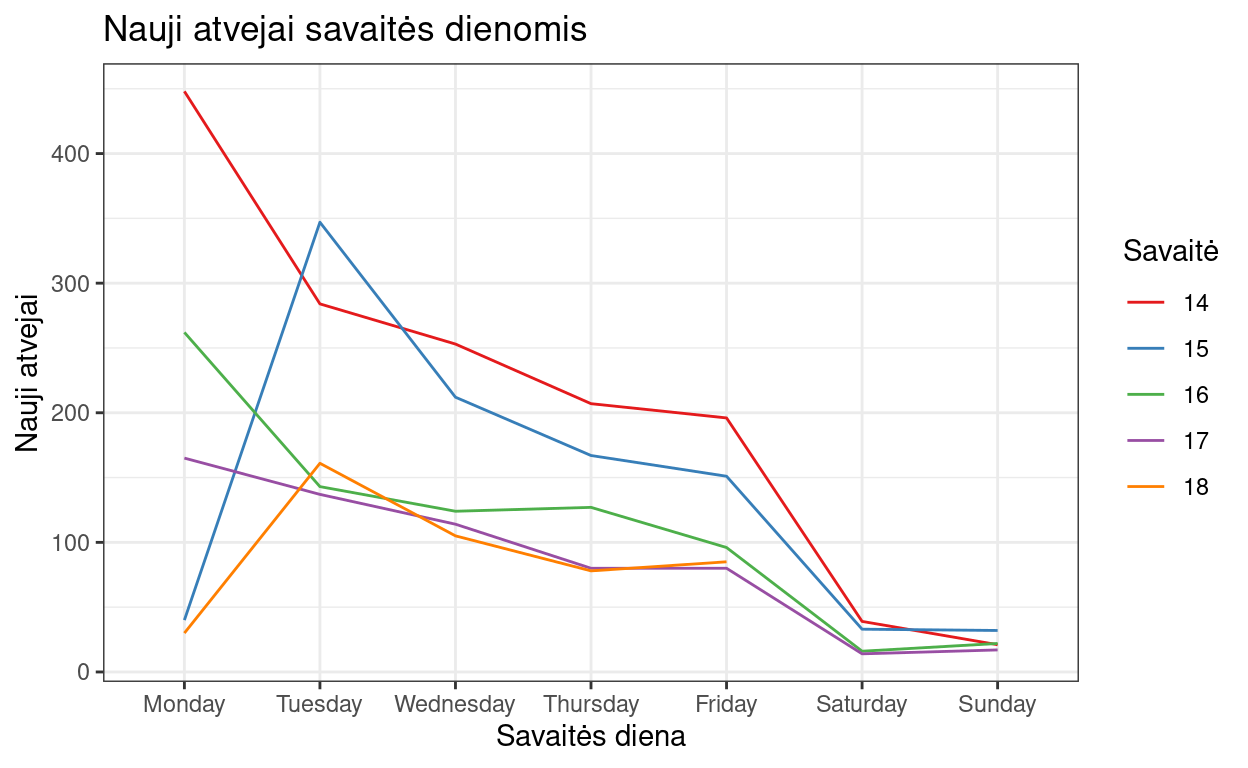 Nauji atvejai savaitės dienomis
Nauji atvejai
400
300
200
100
0
Monday Tuesday Wednesday Thursday Friday Saturday Sunday
Savaitės diena
Savaitė
14
15
16
17
18